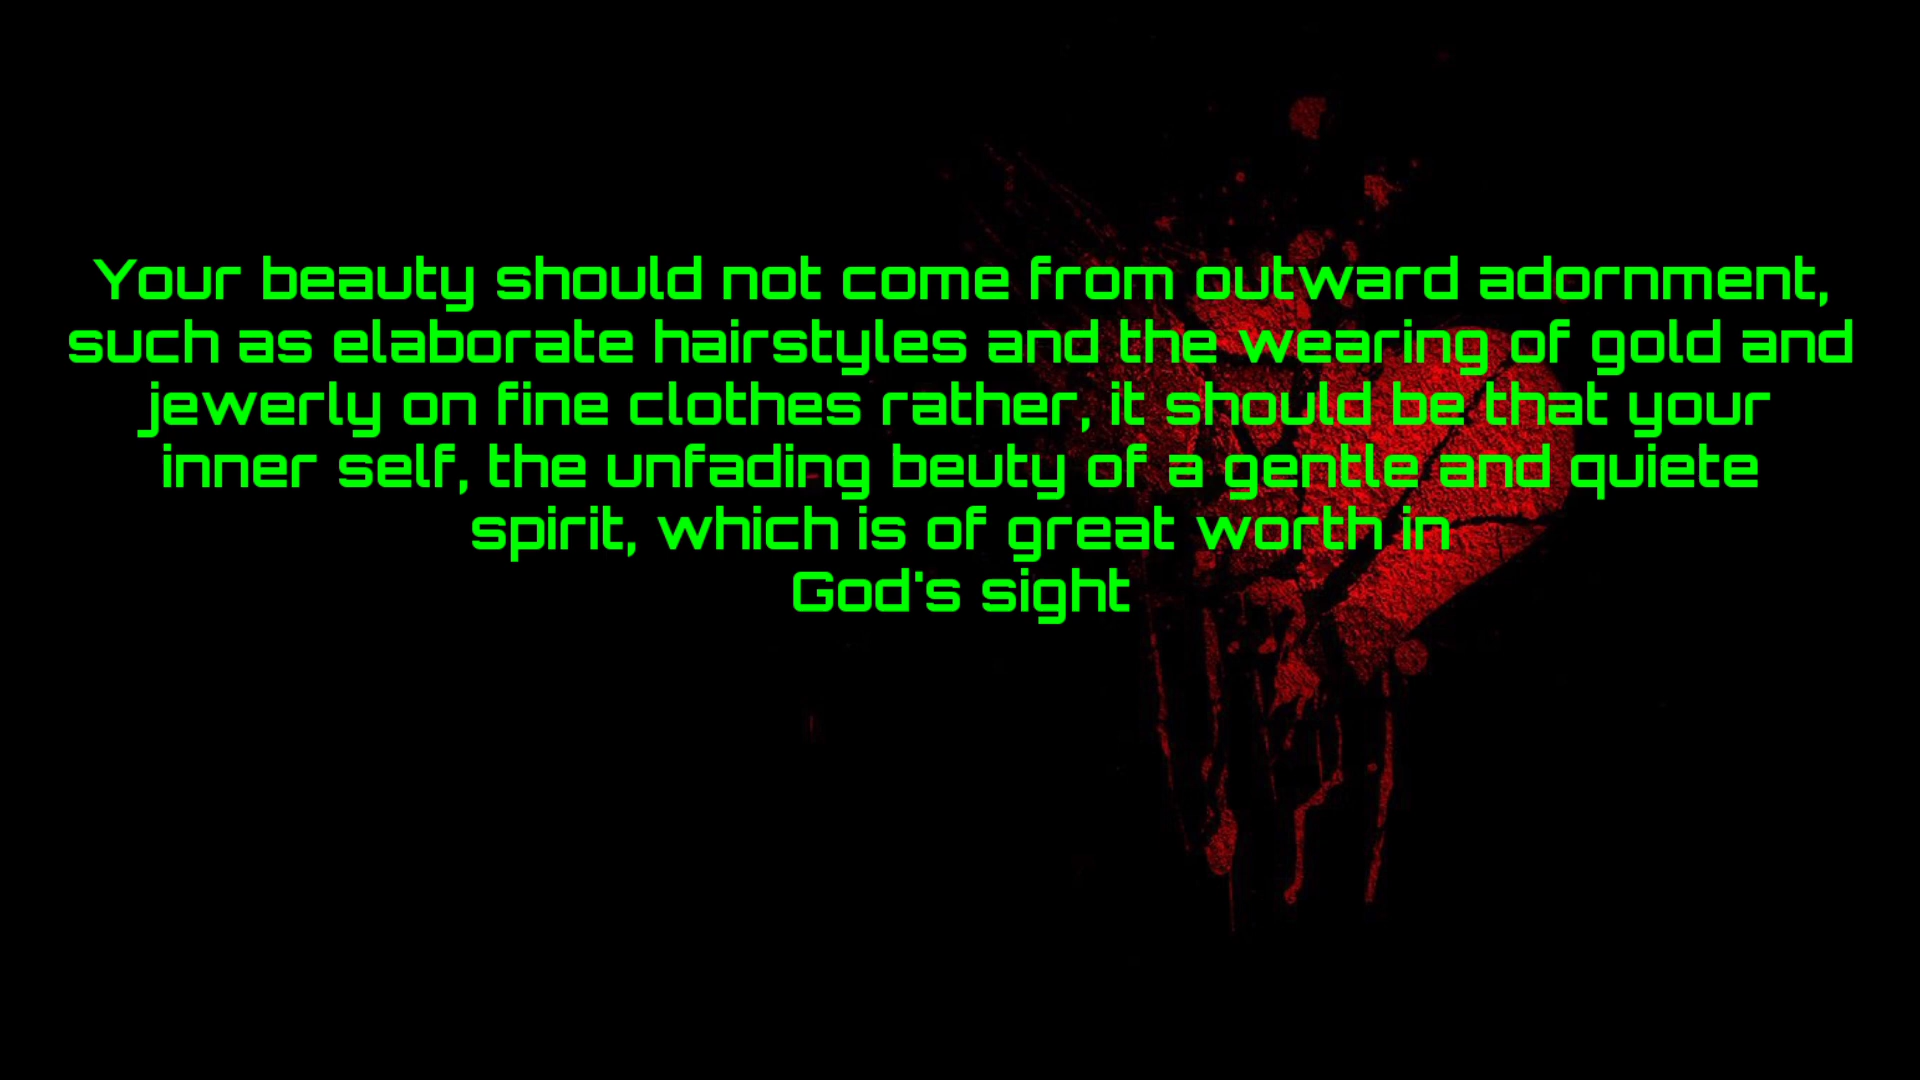 Your beauty should not come from outward adornment,
such as elaborate hairstyles and the wearing of gold and
jewerly on fine clothes rather, it should be that your
inner self, the unfading beuty of a gentle and quiete
spirit, which is of great worth in
God's sight